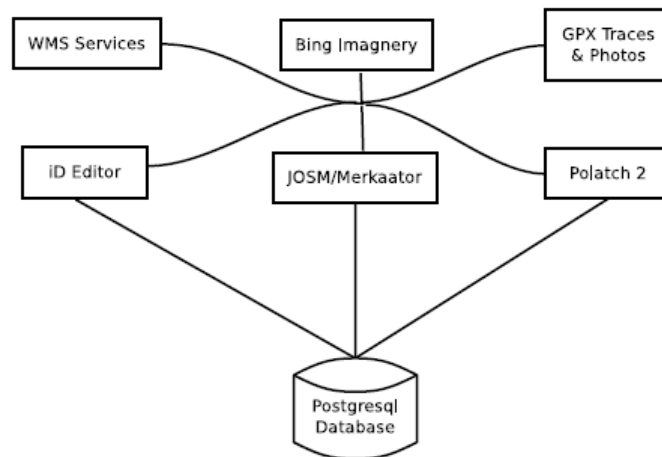 WMS Services
Bing Imagnery
GPX Traces
& Photos
iD Editor
JOSM/Merkaator
Polatch 2
Postgresql
Database